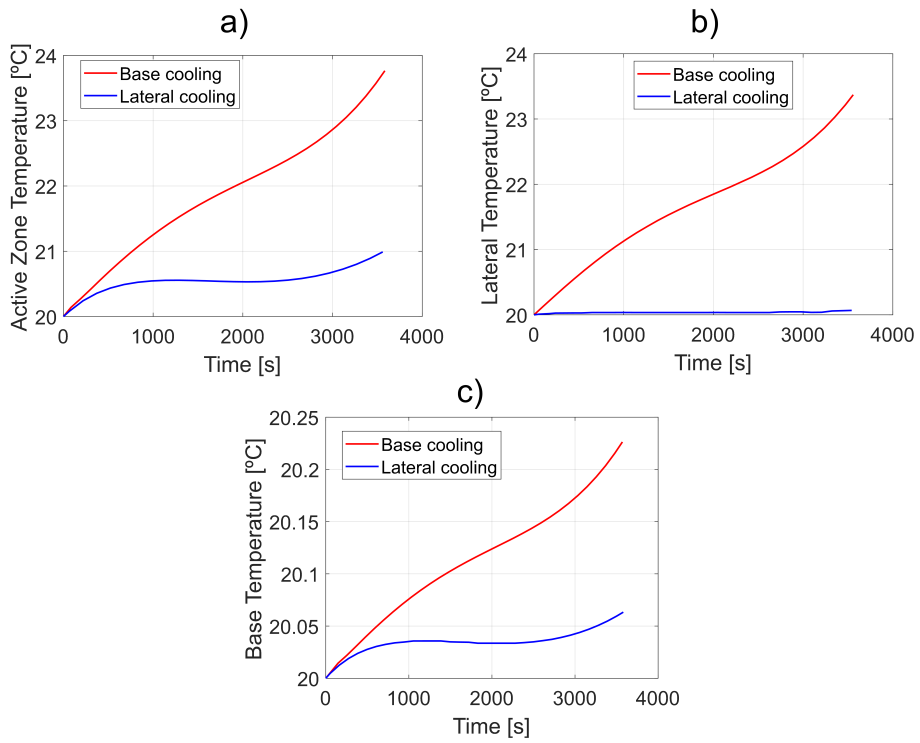 a)
Active Zone Temperature [ºC]
24
23
22
21
20
Base cooling
Lateral cooling
0 1000 2000 3000 4000
Time [s]
b)
Lateral Temperature [ºC]
24
23
22
21
20
Base cooling
Lateral cooling
0 1000 2000 3000 4000
Time [s]
c)
Base Temperature [ºC]
20.25
20.2
20.15
20.1
20.05
20
Base cooling
Lateral cooling
0 1000 2000 3000 4000
Time [s]